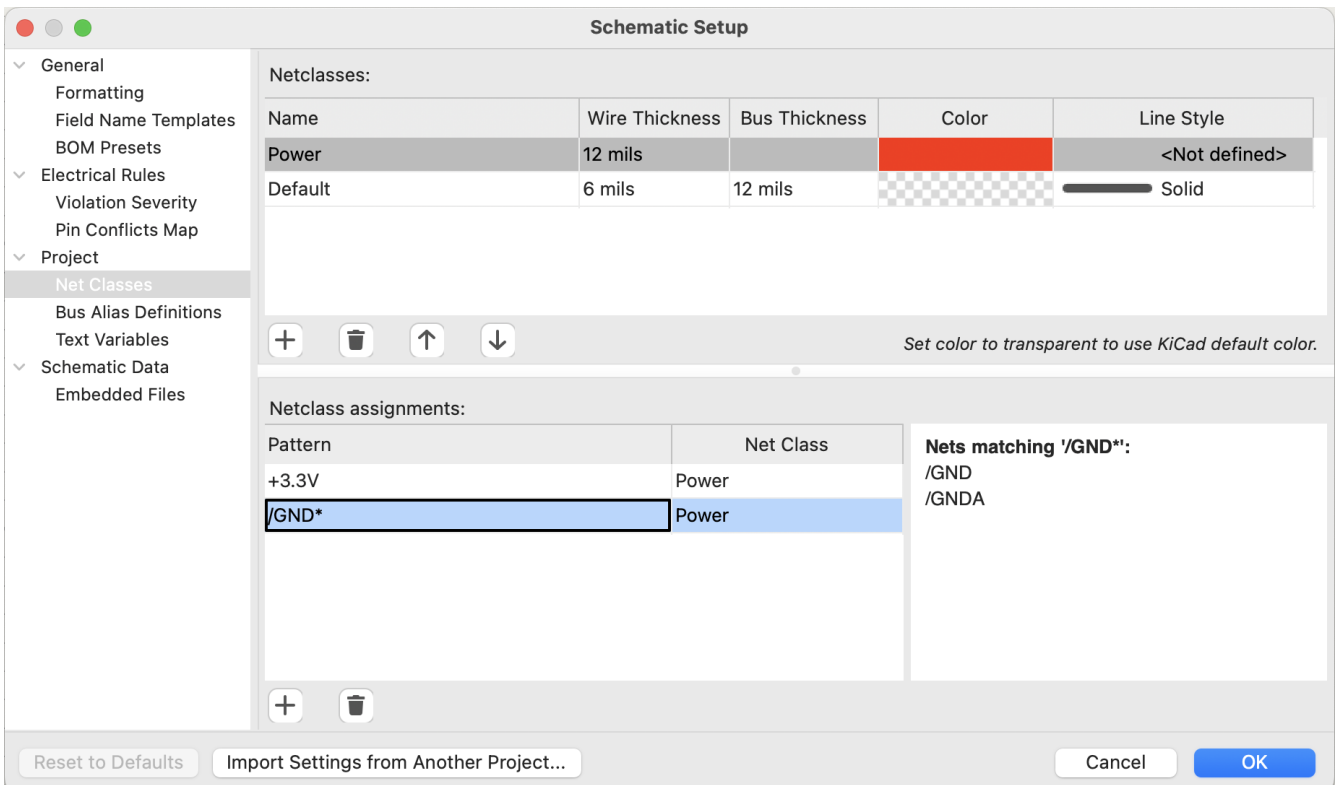 Schematic Setup
General
Formatting
Field Name Templates
BOM Presets
Electrical Rules
Violation Severity
Pin Conflicts Map
Project
Net Classes
Bus Alias Definitions
Text Variables
Schematic Data
Embedded Files
Netclasses:
Name Wire Thickness Bus Thickness Color Line Style
Power 12 mils <Not defined>
Default 6 mils 12 mils Solid
Set color to transparent to use KiCad default color.
Netclass assignments:
Pattern Net Class
+3.3V Power
/GND* Power
Nets matching '/GND*':
/GND
/GNDA
Reset to Defaults Import Settings from Another Project... Cancel OK